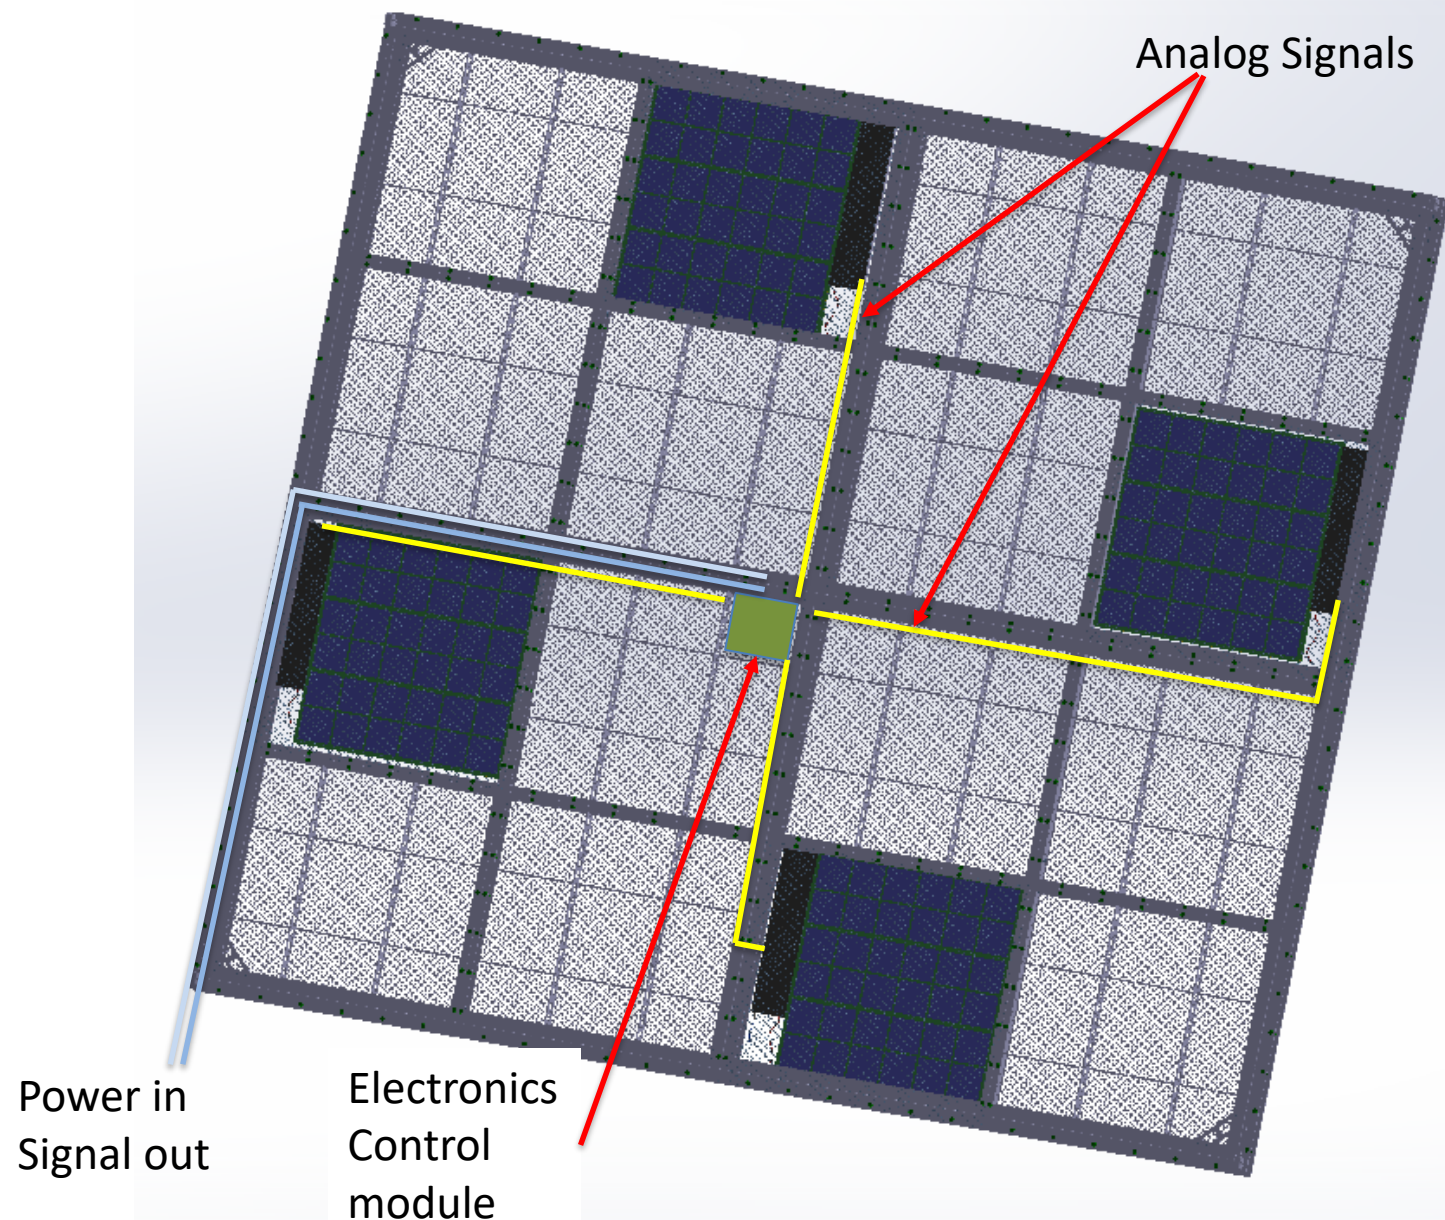 Analog Signals
Power in
Signal out
Electronics
Control
module